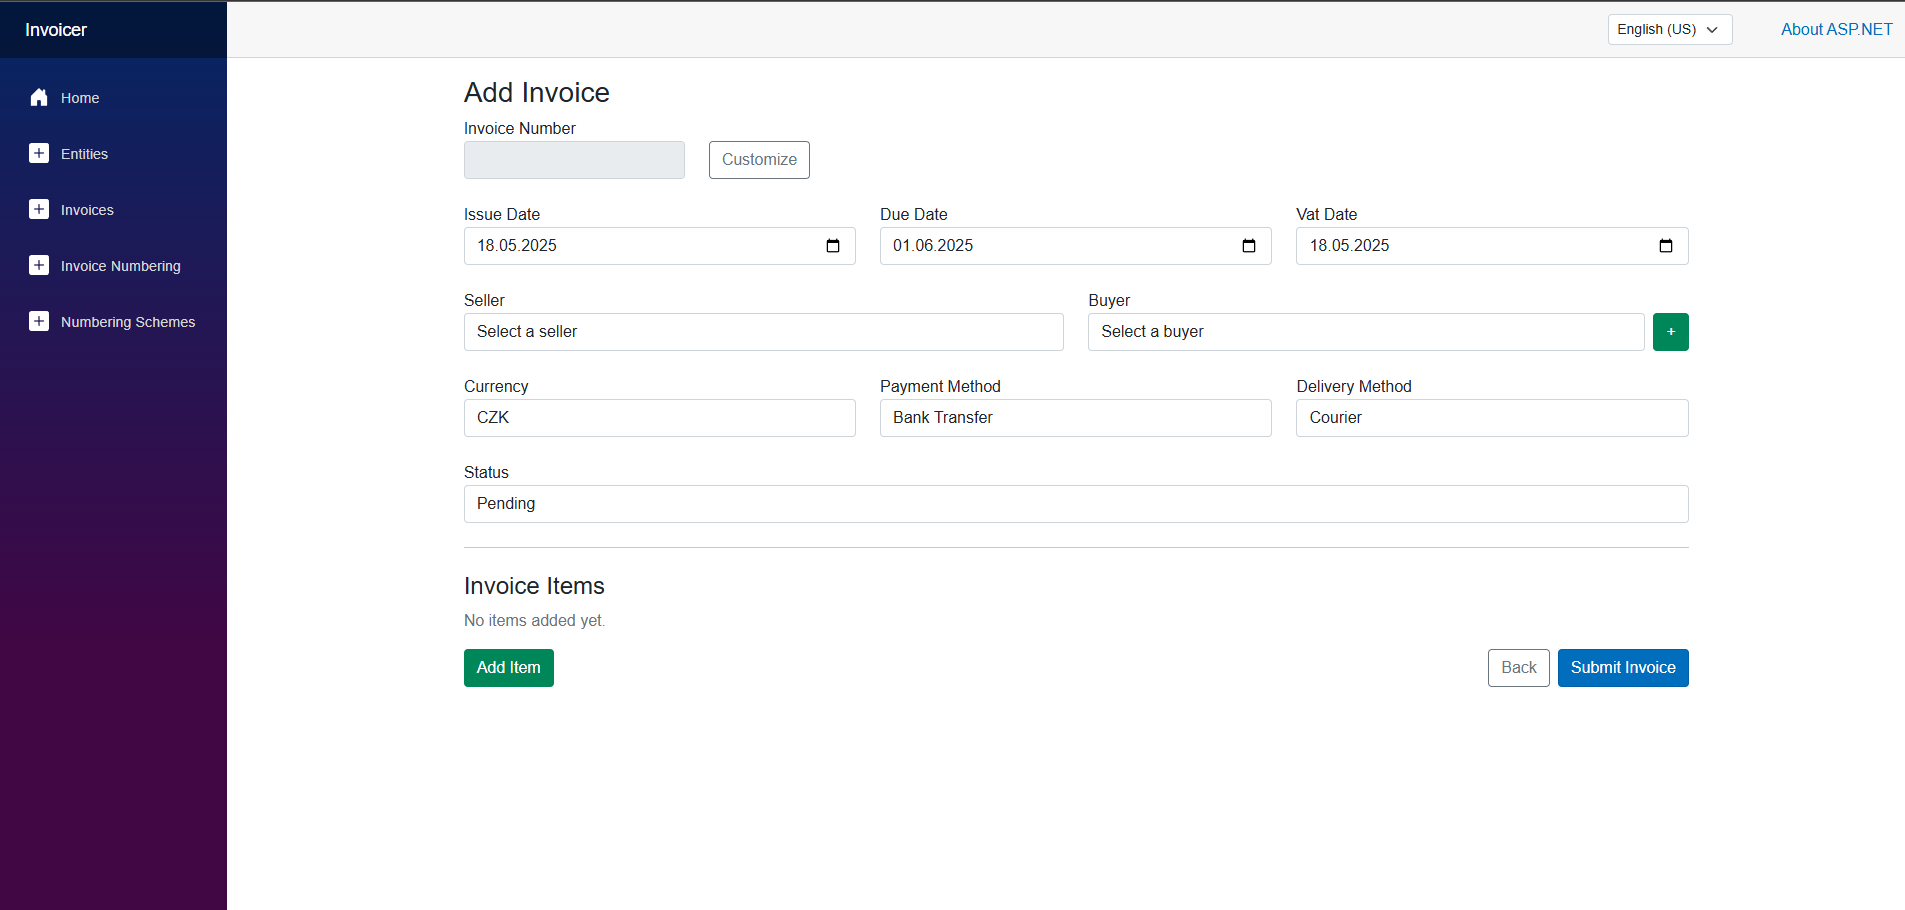 Invoicer
English (US)
About ASP.NET
Home
Entities
Invoices
Invoice Numbering
Numbering Schemes
Add Invoice
Invoice Number
Customize
Issue Date Due Date Vat Date
18.05.2025 01.06.2025 18.05.2025
Seller Buyer
Select a seller Select a buyer +
Currency Payment Method Delivery Method
CZK Bank Transfer Courier
Status
Pending
Invoice Items
No items added yet.
Add Item Back Submit Invoice